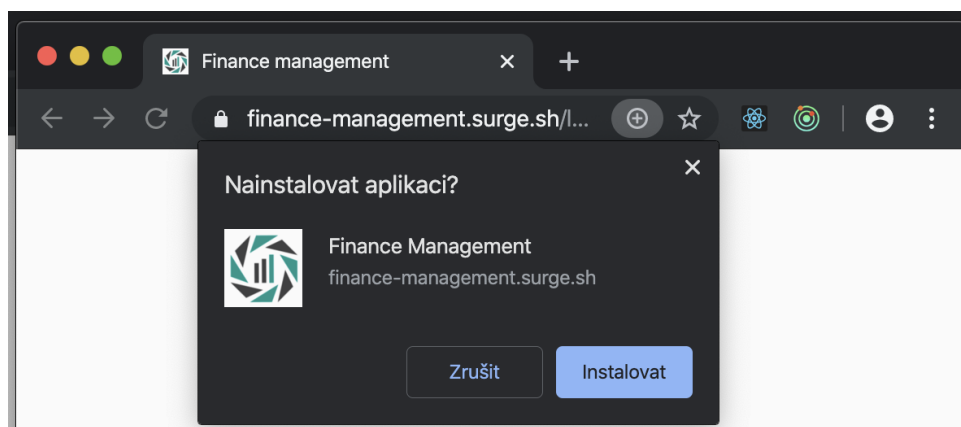 Finance management
finance-management.surge.sh/l...
Nainstalovat aplikaci?
Finance Management
finance-management.surge.sh
Zrušit
Instalovat